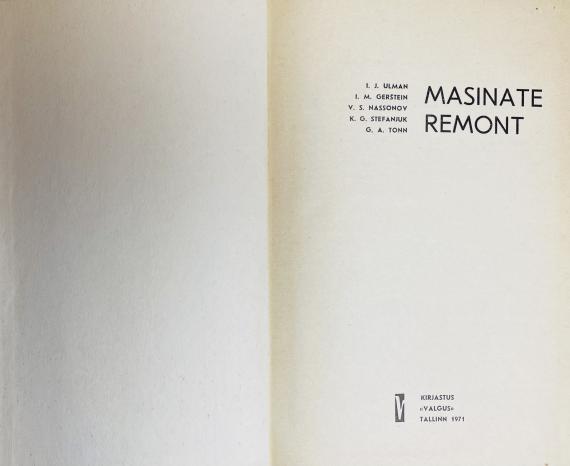 I. J. ULMAN
I. M. GERŠTEIN
V. S. NASSONOV
K. G. STEFANJUK
G. A. TONN
MASINATE
REMONT
KIRJASTUS
«VALGUS»
TALLINN 1971